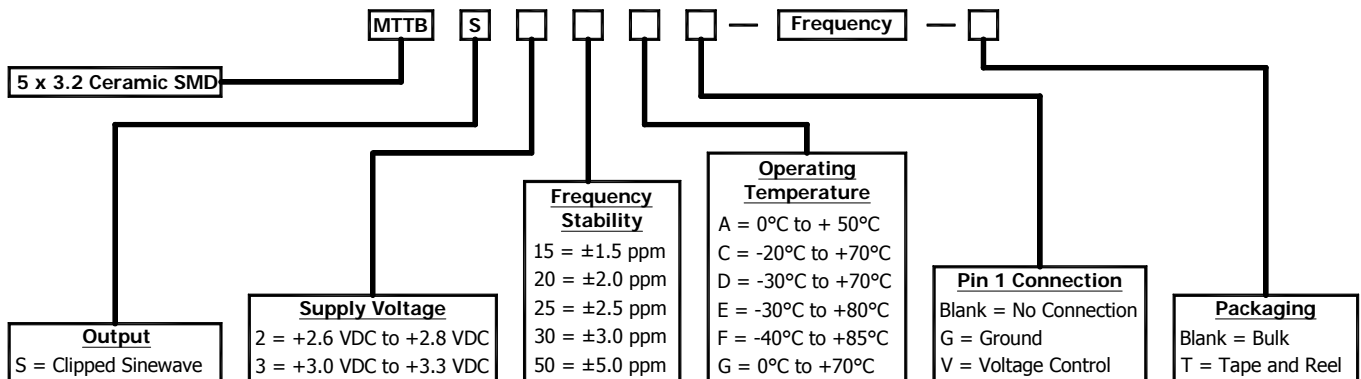 MTTB S — Frequency —
5 x 3.2 Ceramic SMD
Output
S = Clipped Sinewave
Supply Voltage
2 = +2.6 VDC to +2.8 VDC
3 = +3.0 VDC to +3.3 VDC
Frequency
Stability
15 = ±1.5 ppm
20 = ±2.0 ppm
25 = ±2.5 ppm
30 = ±3.0 ppm
50 = ±5.0 ppm
Operating
Temperature
A = 0°C to + 50°C
C = -20°C to +70°C
D = -30°C to +70°C
E = -30°C to +80°C
F = -40°C to +85°C
G = 0°C to +70°C
Pin 1 Connection
Blank = No Connection
G = Ground
V = Voltage Control
Packaging
Blank = Bulk
T = Tape and Reel